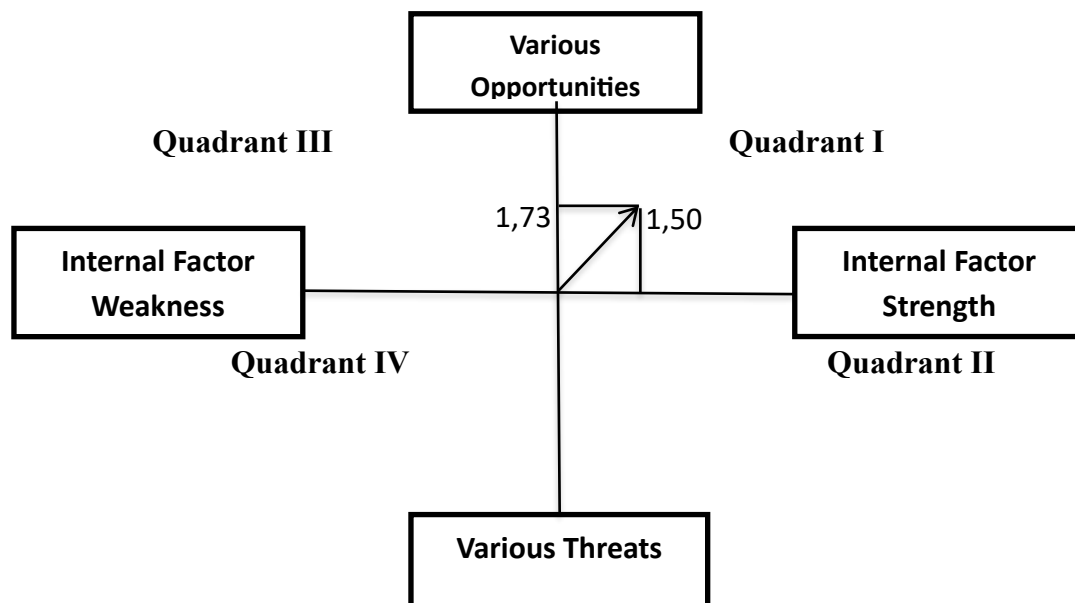 Various
Opportunities
Quadrant III
Quadrant I
1,73
1,50
Internal Factor
Weakness
Internal Factor
Strength
Quadrant IV
Quadrant II
Various Threats